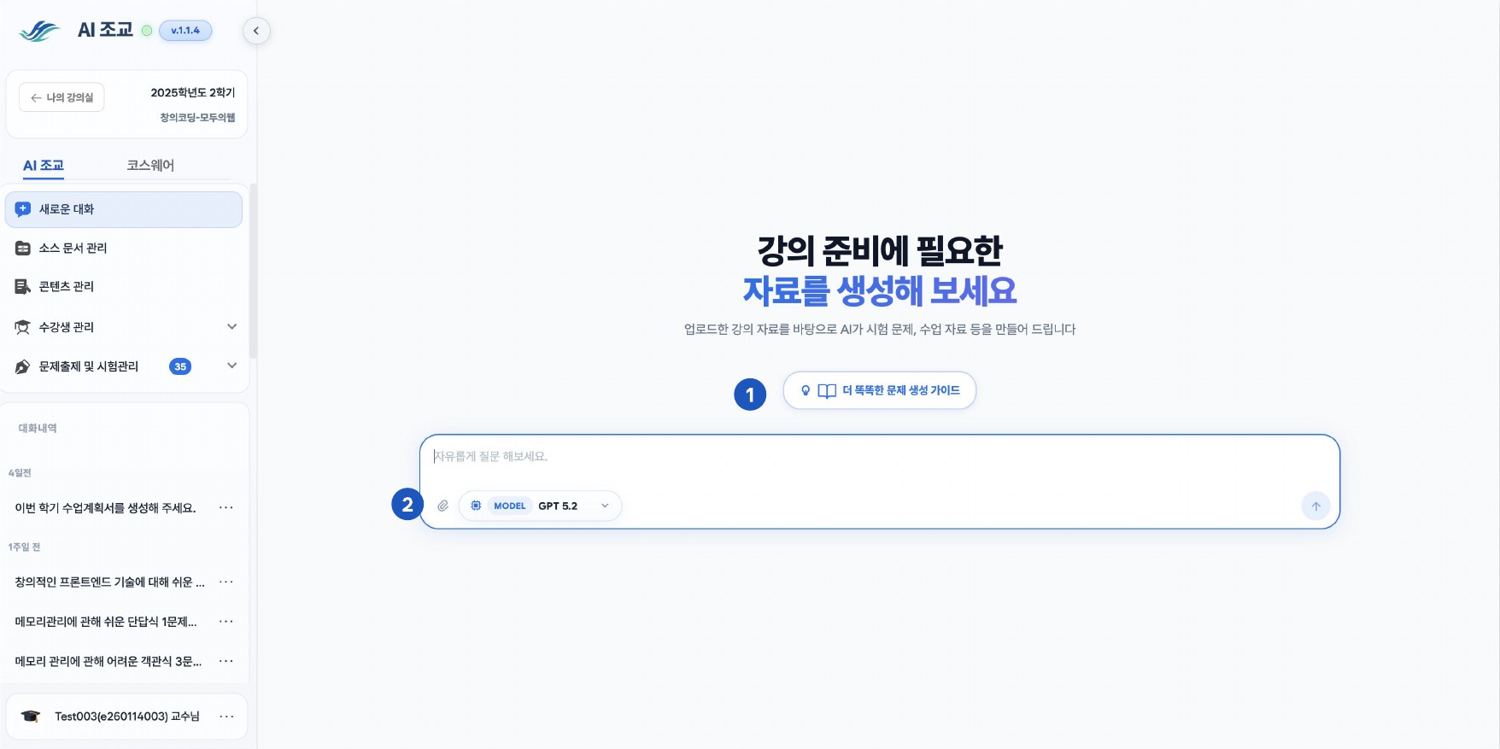 AI 조교
v.1.1.4
나의 강의실
2025학년도 2학기
창의코딩-모두의웹
AI 조교
코스웨어
새로운 대화
소스 문서 관리
콘텐츠 관리
수강생 관리
문제출제 및 시험관리
35
대화내역
4일전
이번 학기 수업계획서를 생성해 주세요.
1주일 전
창의적인 프론트엔드 기술에 대해 쉬운 ...
메모리관리에 관해 쉬운 단답식 1문제...
메모리 관리에 관해 어려운 객관식 3문...
Test003(e260114003) 교수님
강의 준비에 필요한
자료를 생성해 보세요
업로드한 강의 자료를 바탕으로 AI가 시험 문제, 수업 자료 등을 만들어 드립니다
1
더 똑똑한 문제 생성 가이드
자유롭게 질문 해보세요.
2
MODEL GPT 5.2